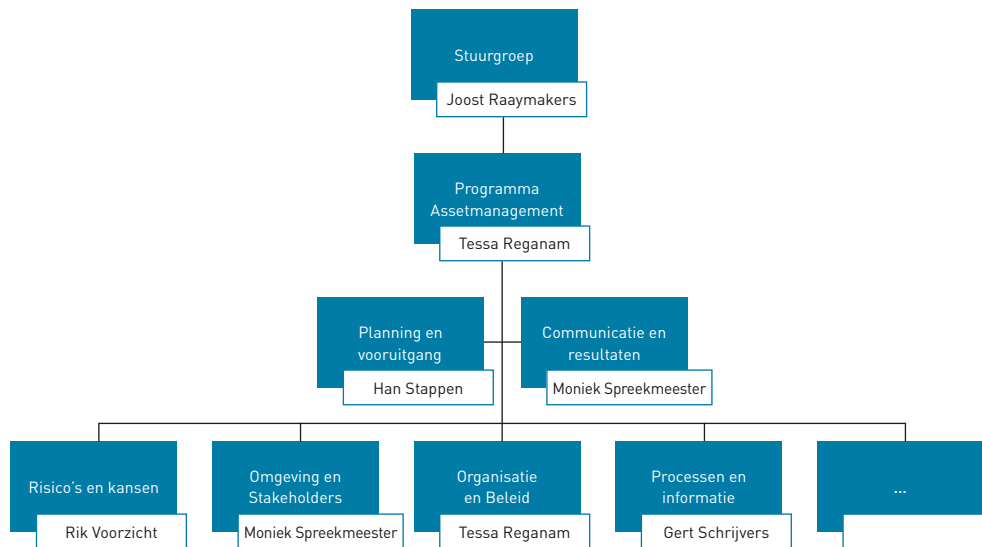 Stuurgroep
Joost Raaymakers
Programma
Assetmanagement
Tessa Reganam
Planning en
vooruitgang
Han Stappen
Communicatie en
resultaten
Moniek Spreekmeester
Risico's en kansen
Rik Voorzicht
Omgeving en
Stakeholders
Moniek Spreekmeester
Organisatie
en Beleid
Tessa Reganam
Processen en
informatie
Gert Schrijvers
...